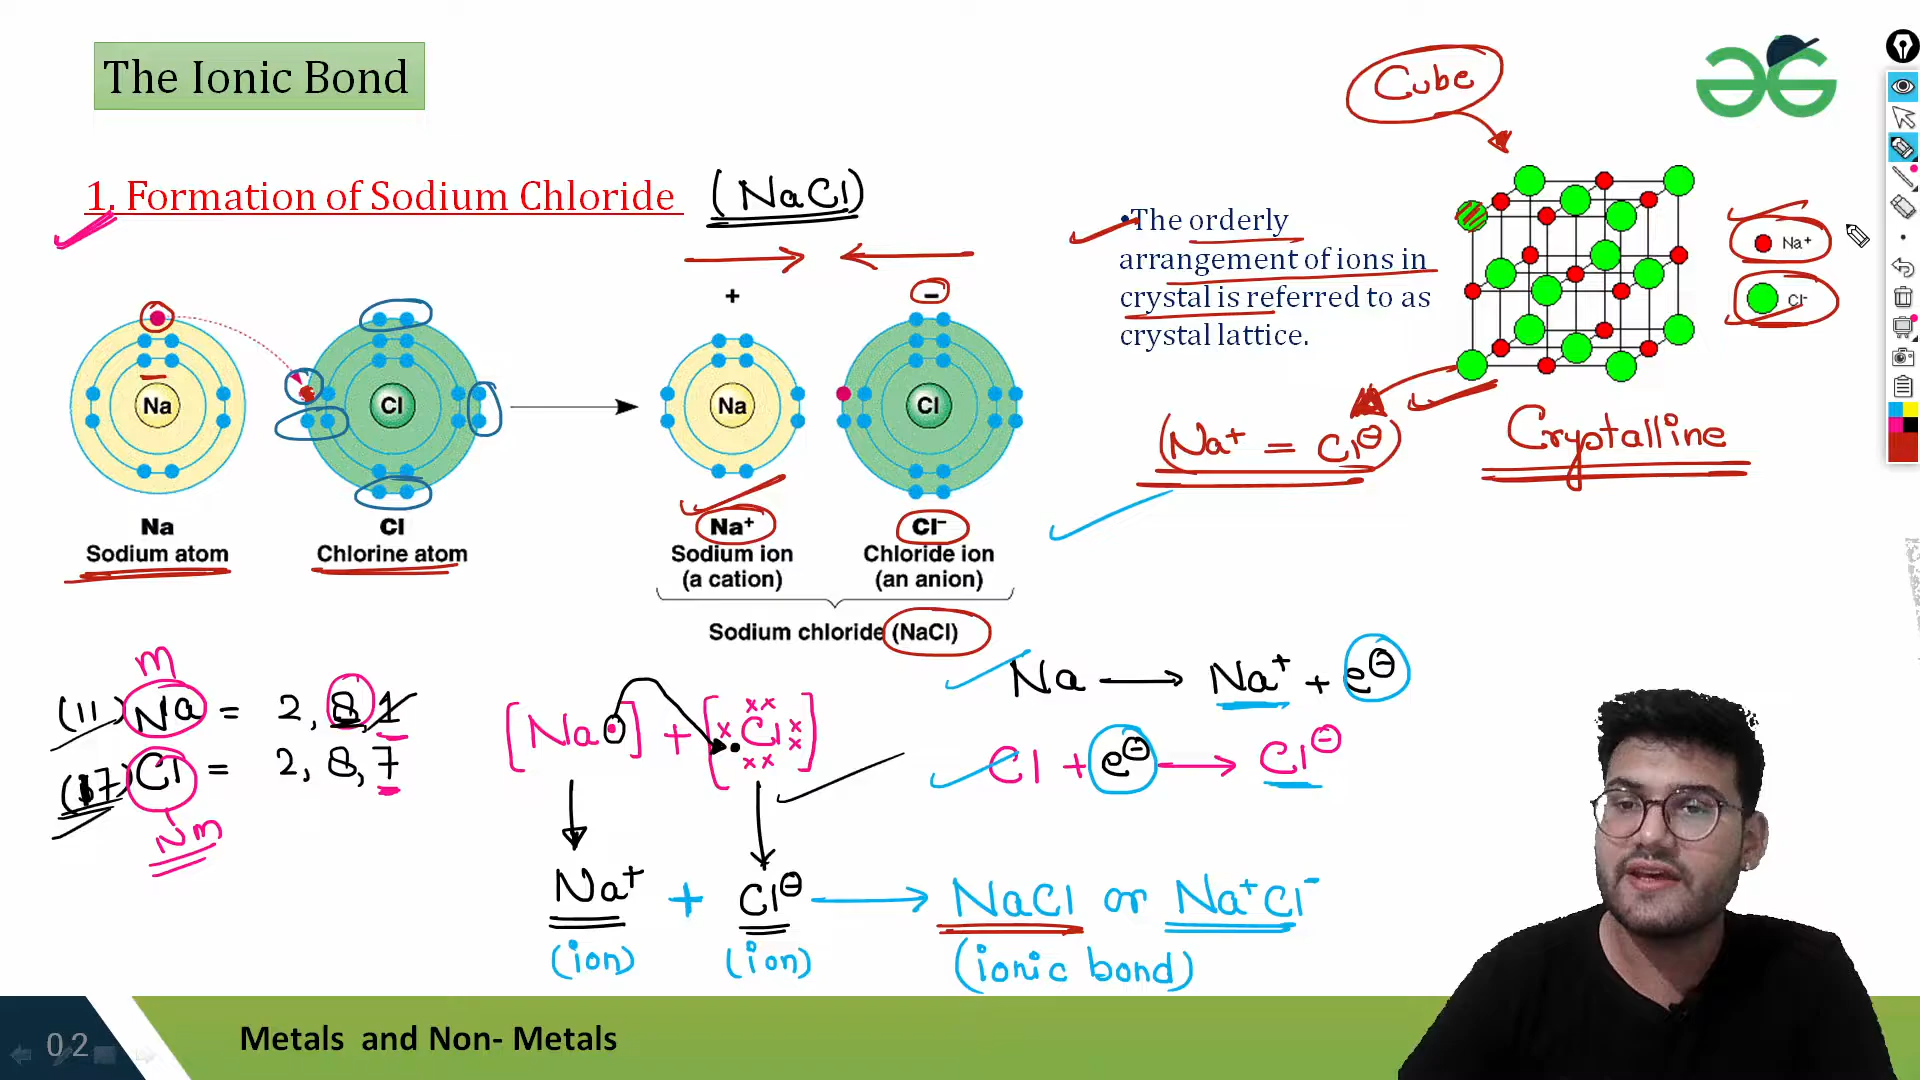 The Ionic Bond
1. Formation of Sodium Chloride (NaCl)
Cube
•The orderly
arrangement of ions in
crystal is referred to as
crystal lattice.
Na+
Cl-
(Na+ = Cl⊖)
Crystalline
+
−
Na
Cl
Na
Cl
Na
Sodium atom
Cl
Chlorine atom
Na+
Sodium ion
(a cation)
Cl−
Chloride ion
(an anion)
Sodium chloride (NaCl)
m
(11) Na = 2, 8, 1
(17) Cl = 2, 8, 7
Nm
[Na•] + [Cl]
xx
x
x
x
xx
Na → Na+ + e⊖
Cl + e⊖ → Cl⊖
Na+ + Cl⊖ → NaCl or Na+Cl-
(ion)
(ion)
(ionic bond)
02
Metals and Non- Metals